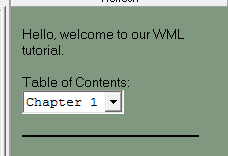 Hello, welcome to our WML
tutorial.
Table of Contents:
Chapter 1